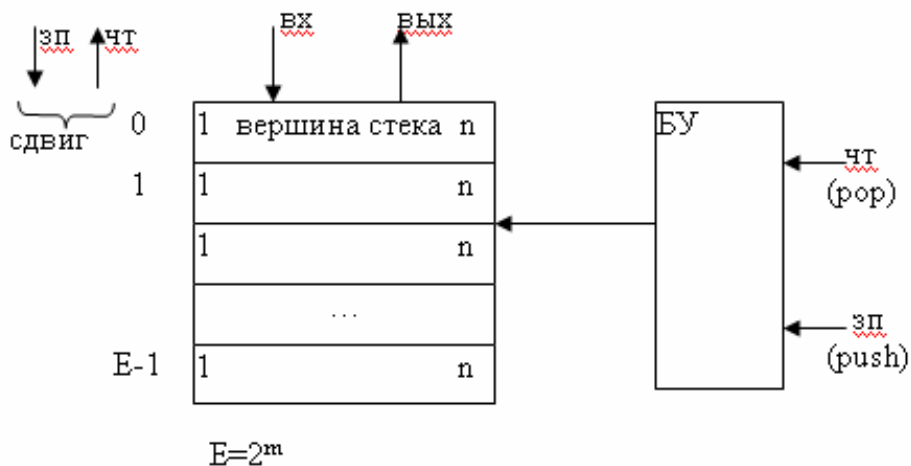 зп чт
вх вых
сдвиг
0 1 вершина стека n
БУ
1 1 n
чт
(pop)
1 n
...
зп
(push)
E-1 1 n
E=2ᵐ